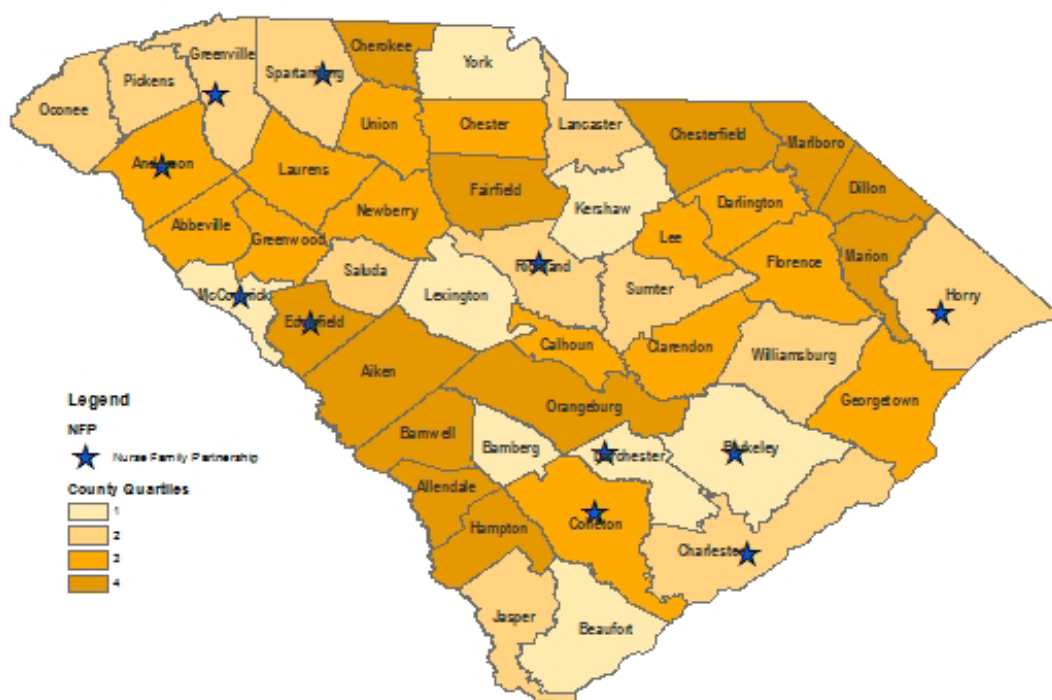 Cherokee
York
Greenville
Spartanburg
Pickens
Oconee
Union
Chester
Lancaster
Chesterfield
Marlboro
Anderson
Laurens
Fairfield
Kershaw
Darlington
Dillon
Abbeville
Greenwood
Newberry
Lee
Florence
Marion
Saluda
Richland
Sumter
Horry
McCormick
Lexington
Edgefield
Calhoun
Clarendon
Williamsburg
Aiken
Orangeburg
Georgetown
Legend
NFP
Nurse Family Partnership
County Quartiles
1
2
3
4
Barnwell
Bamberg
Dorchester
Berkeley
Allendale
Hampton
Colleton
Charleston
Jasper
Beaufort